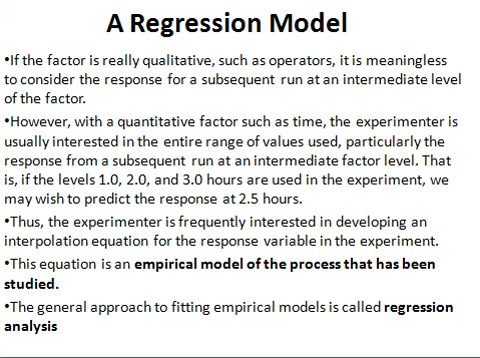 A Regression Model
•If the factor is really qualitative, such as operators, it is meaningless
to consider the response for a subsequent run at an intermediate level
of the factor.
•However, with a quantitative factor such as time, the experimenter is
usually interested in the entire range of values used, particularly the
response from a subsequent run at an intermediate factor level. That
is, if the levels 1.0, 2.0, and 3.0 hours are used in the experiment, we
may wish to predict the response at 2.5 hours.
•Thus, the experimenter is frequently interested in developing an
interpolation equation for the response variable in the experiment.
•This equation is an empirical model of the process that has been
studied.
•The general approach to fitting empirical models is called regression
analysis